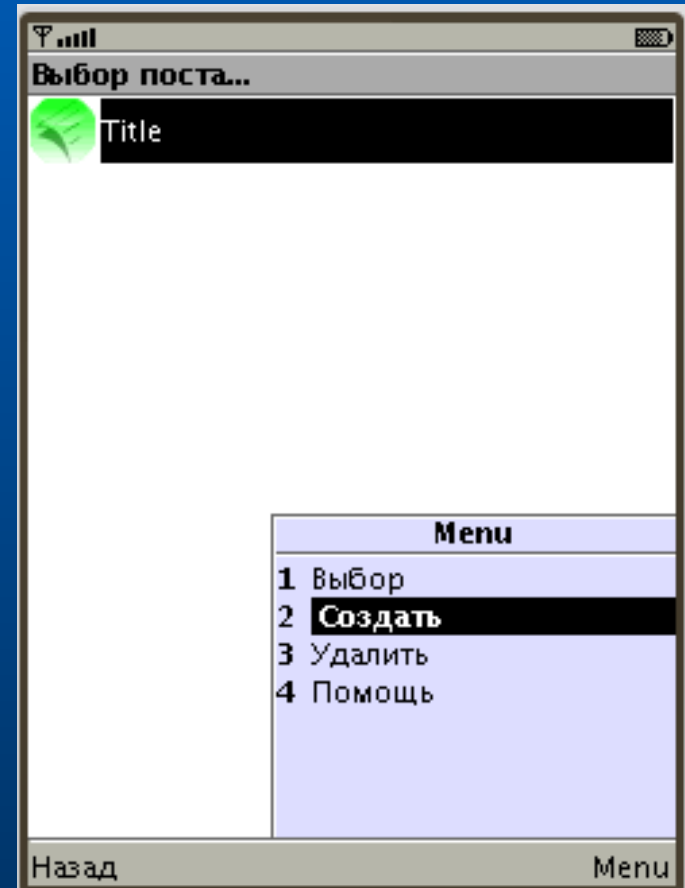 Выбор поста...
Title
Menu
1 Выбор
2 Создать
3 Удалить
4 Помощь
Назад Menu